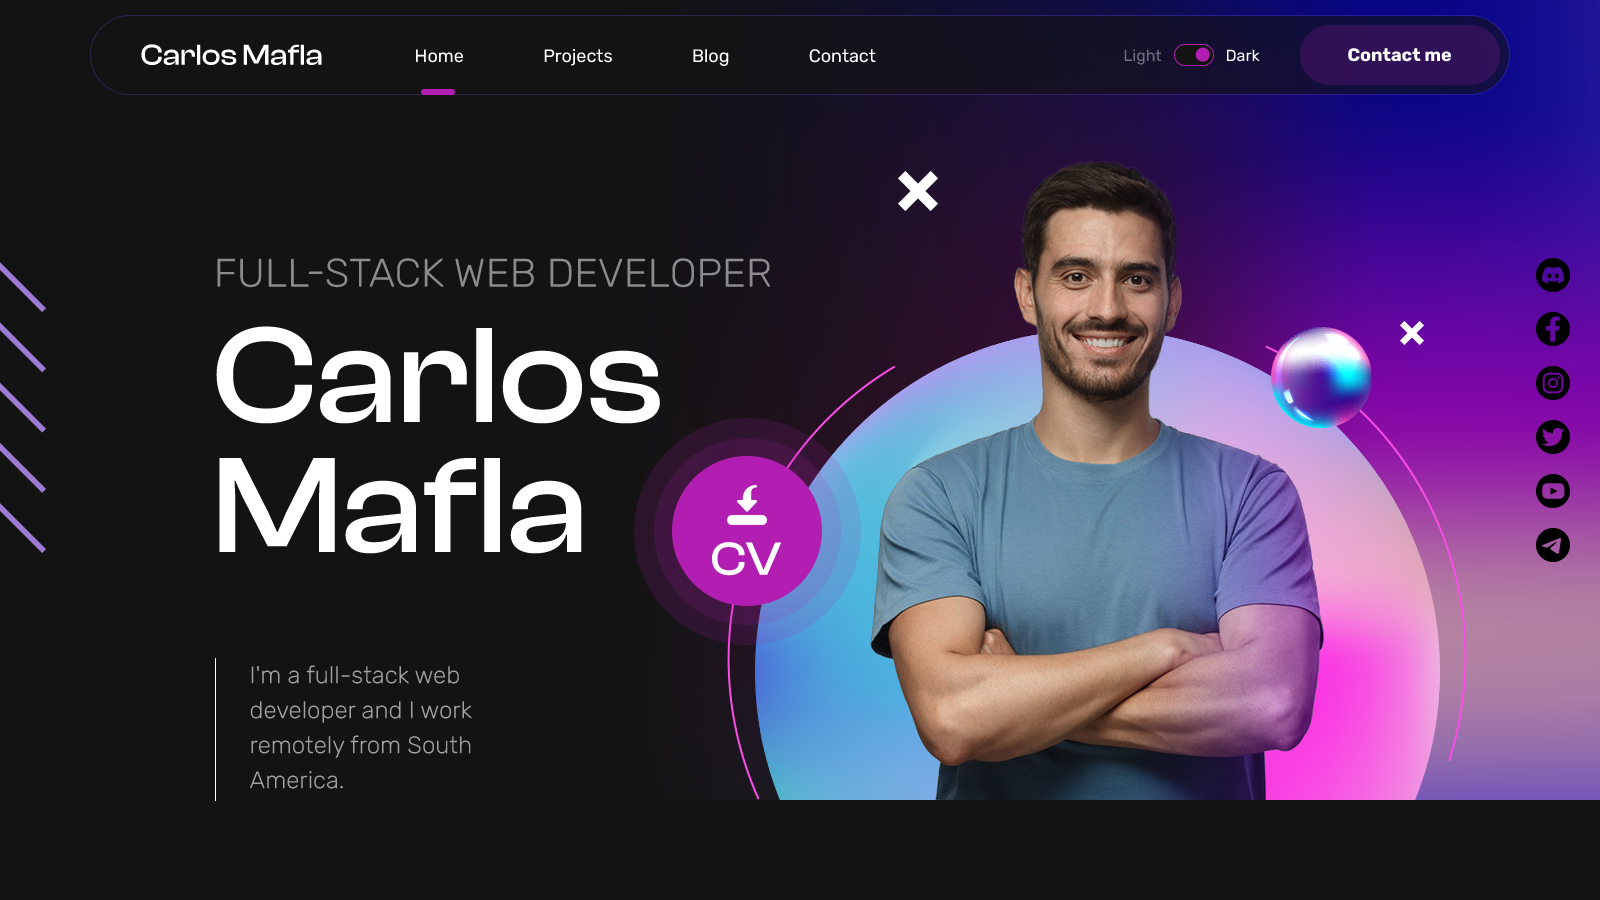 Carlos Mafla
Home
Projects
Blog
Contact
Light
Dark
Contact me
FULL-STACK WEB DEVELOPER
Carlos
Mafla
CV
I'm a full-stack web
developer and I work
remotely from South
America.